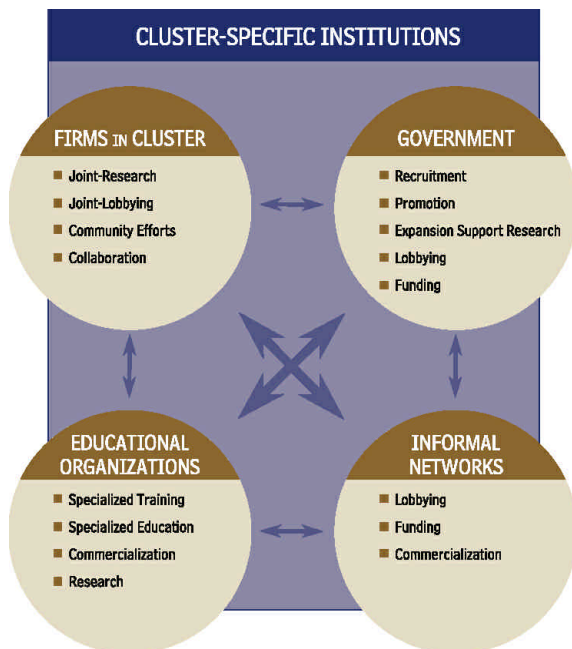 CLUSTER-SPECIFIC INSTITUTIONS
FIRMS IN CLUSTER
Joint-Research
Joint-Lobbying
Community Efforts
Collaboration
GOVERNMENT
Recruitment
Promotion
Expansion Support Research
Lobbying
Funding
EDUCATIONAL
ORGANIZATIONS
Specialized Training
Specialized Education
Commercialization
Research
INFORMAL
NETWORKS
Lobbying
Funding
Commercialization